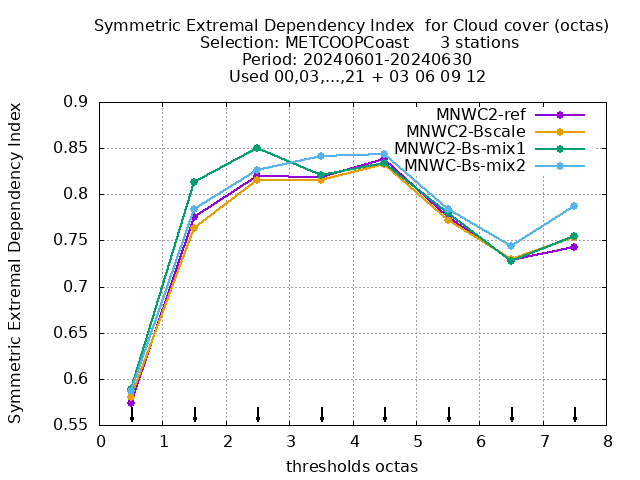 Symmetric Extremal Dependency Index  for Cloud cover (octas)
Selection: METCOOPCoast      3 stations
Period: 20240601-20240630
Used 00,03,...,21 + 03 06 09 12
Symmetric Extremal Dependency Index
0.9
0.85
0.8
0.75
0.7
0.65
0.6
0.55
MNWC2-ref
MNWC2-Bscale
MNWC2-Bs-mix1
MNWC-Bs-mix2
0 1 2 3 4 5 6 7 8
thresholds octas